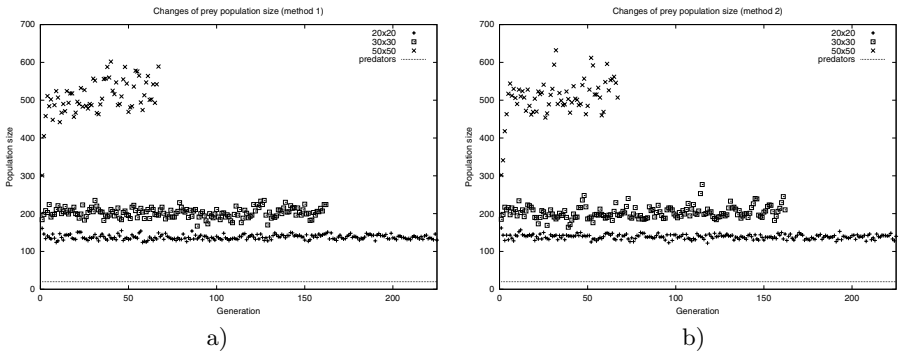 Changes of prey population size (method 1)
700
600
500
400
300
200
100
0
0 50 100 150 200
Population size
Generation
20x20
30x30
50x50
predators
a)
Changes of prey population size (method 2)
700
600
500
400
300
200
100
0
0 50 100 150 200
Population size
Generation
20x20
30x30
50x50
predators
b)